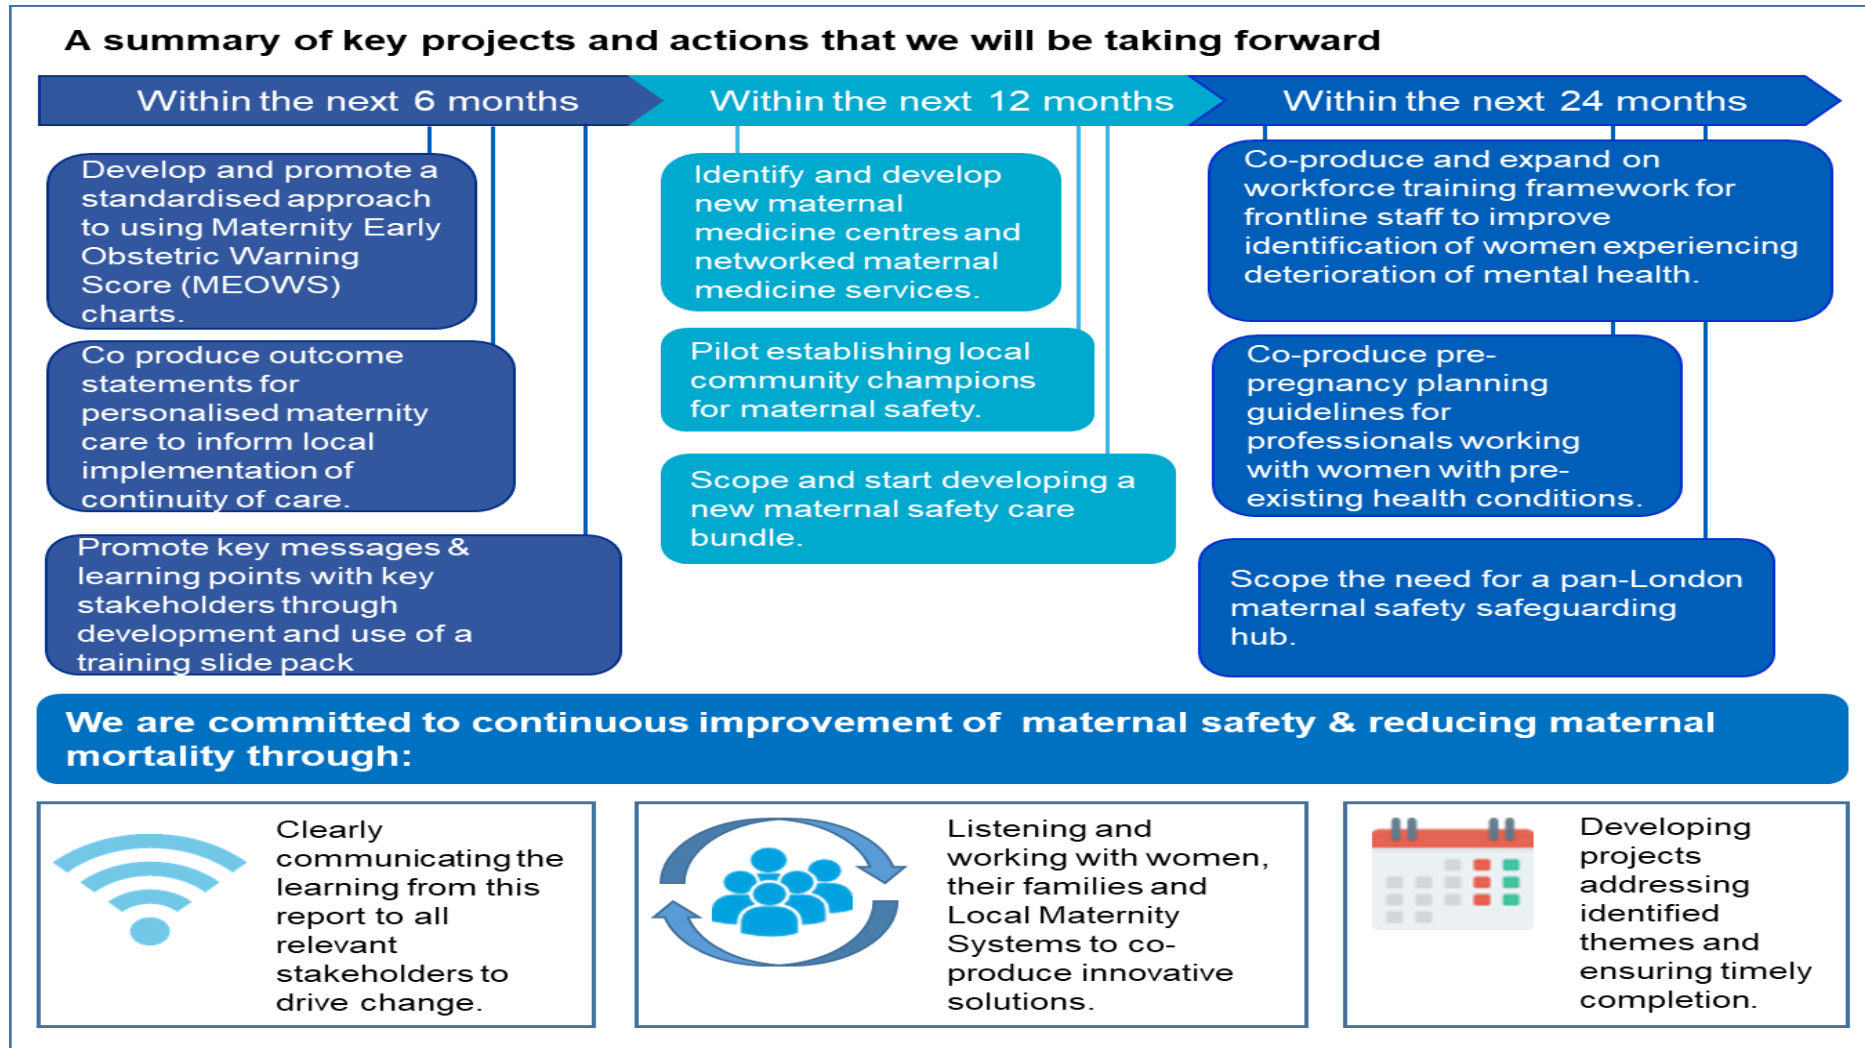 A summary of key projects and actions that we will be taking forward
Within the next 6 months
Within the next 12 months
Within the next 24 months
Develop and promote a
standardised approach
to using Maternity Early
Obstetric Warning
Score (MEOWS)
charts.
Co produce outcome
statements for
personalised maternity
care to inform local
implementation of
continuity of care.
Promote key messages &
learning points with key
stakeholders through
development and use of a
training slide pack
Identify and develop
new maternal
medicine centres and
networked maternal
medicine services.
Pilot establishing local
community champions
for maternal safety.
Scope and start developing a
new maternal safety care
bundle.
Co-produce and expand on
workforce training framework for
frontline staff to improve
identification of women experiencing
deterioration of mental health.
Co-produce pre-
pregnancy planning
guidelines for
professionals working
with women with pre-
existing health conditions.
Scope the need for a pan-London
maternal safety safeguarding
hub.
We are committed to continuous improvement of maternal safety & reducing maternal
mortality through:
Clearly
communicating the
learning from this
report to all
relevant
stakeholders to
drive change.
Listening and
working with women,
their families and
Local Maternity
Systems to co-
produce innovative
solutions.
Developing
projects
addressing
identified
themes and
ensuring timely
completion.